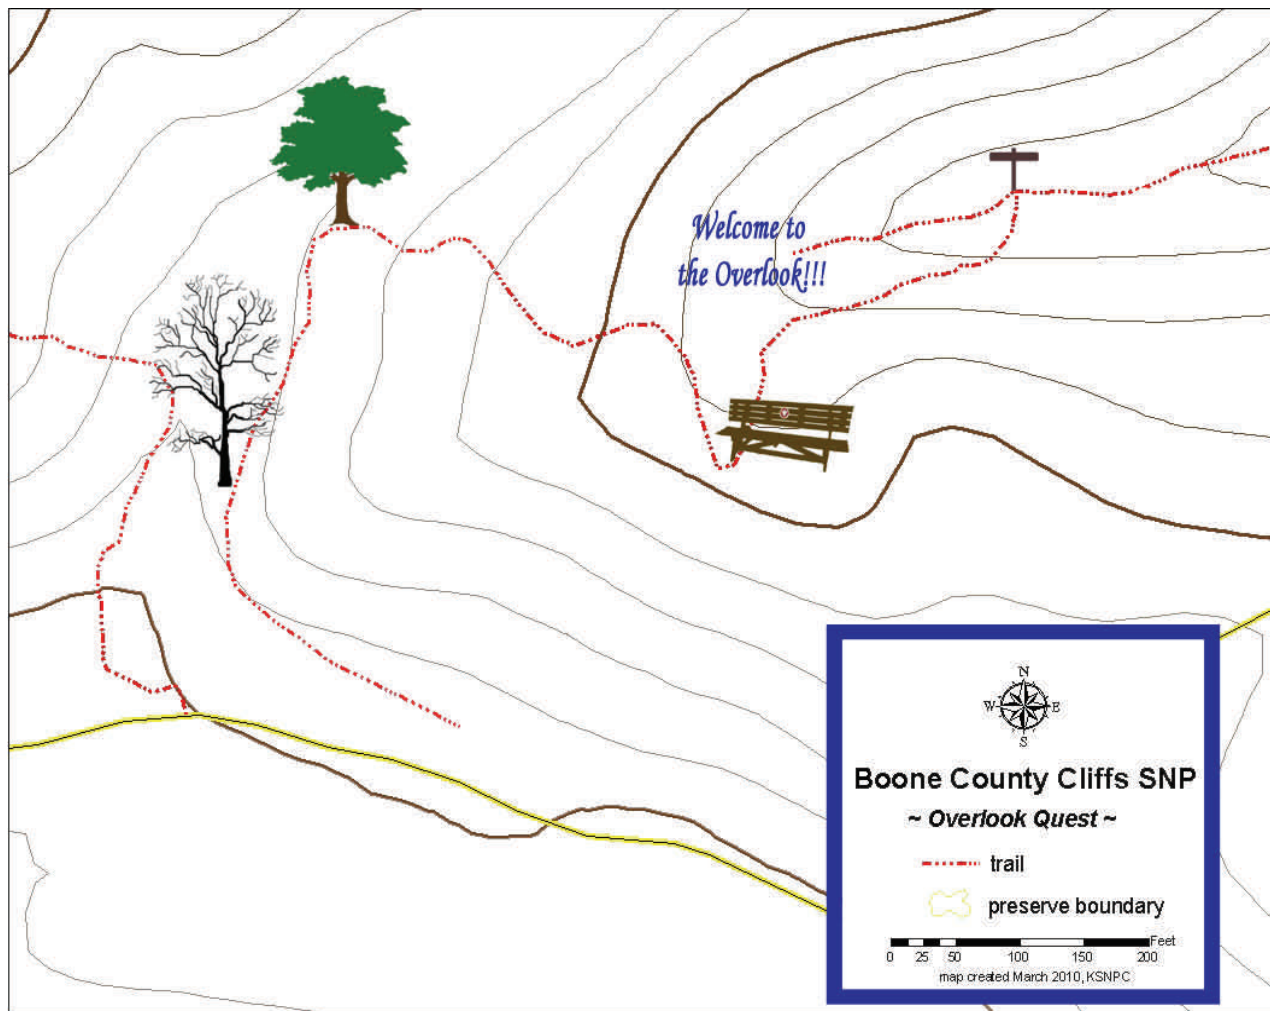 Welcome to
the Overlook!!!
N
W E
S
Boone County Cliffs SNP
~ Overlook Quest ~
trail
preserve boundary
Feet
0 25 50 100 150 200
map created March 2010, KSNPC